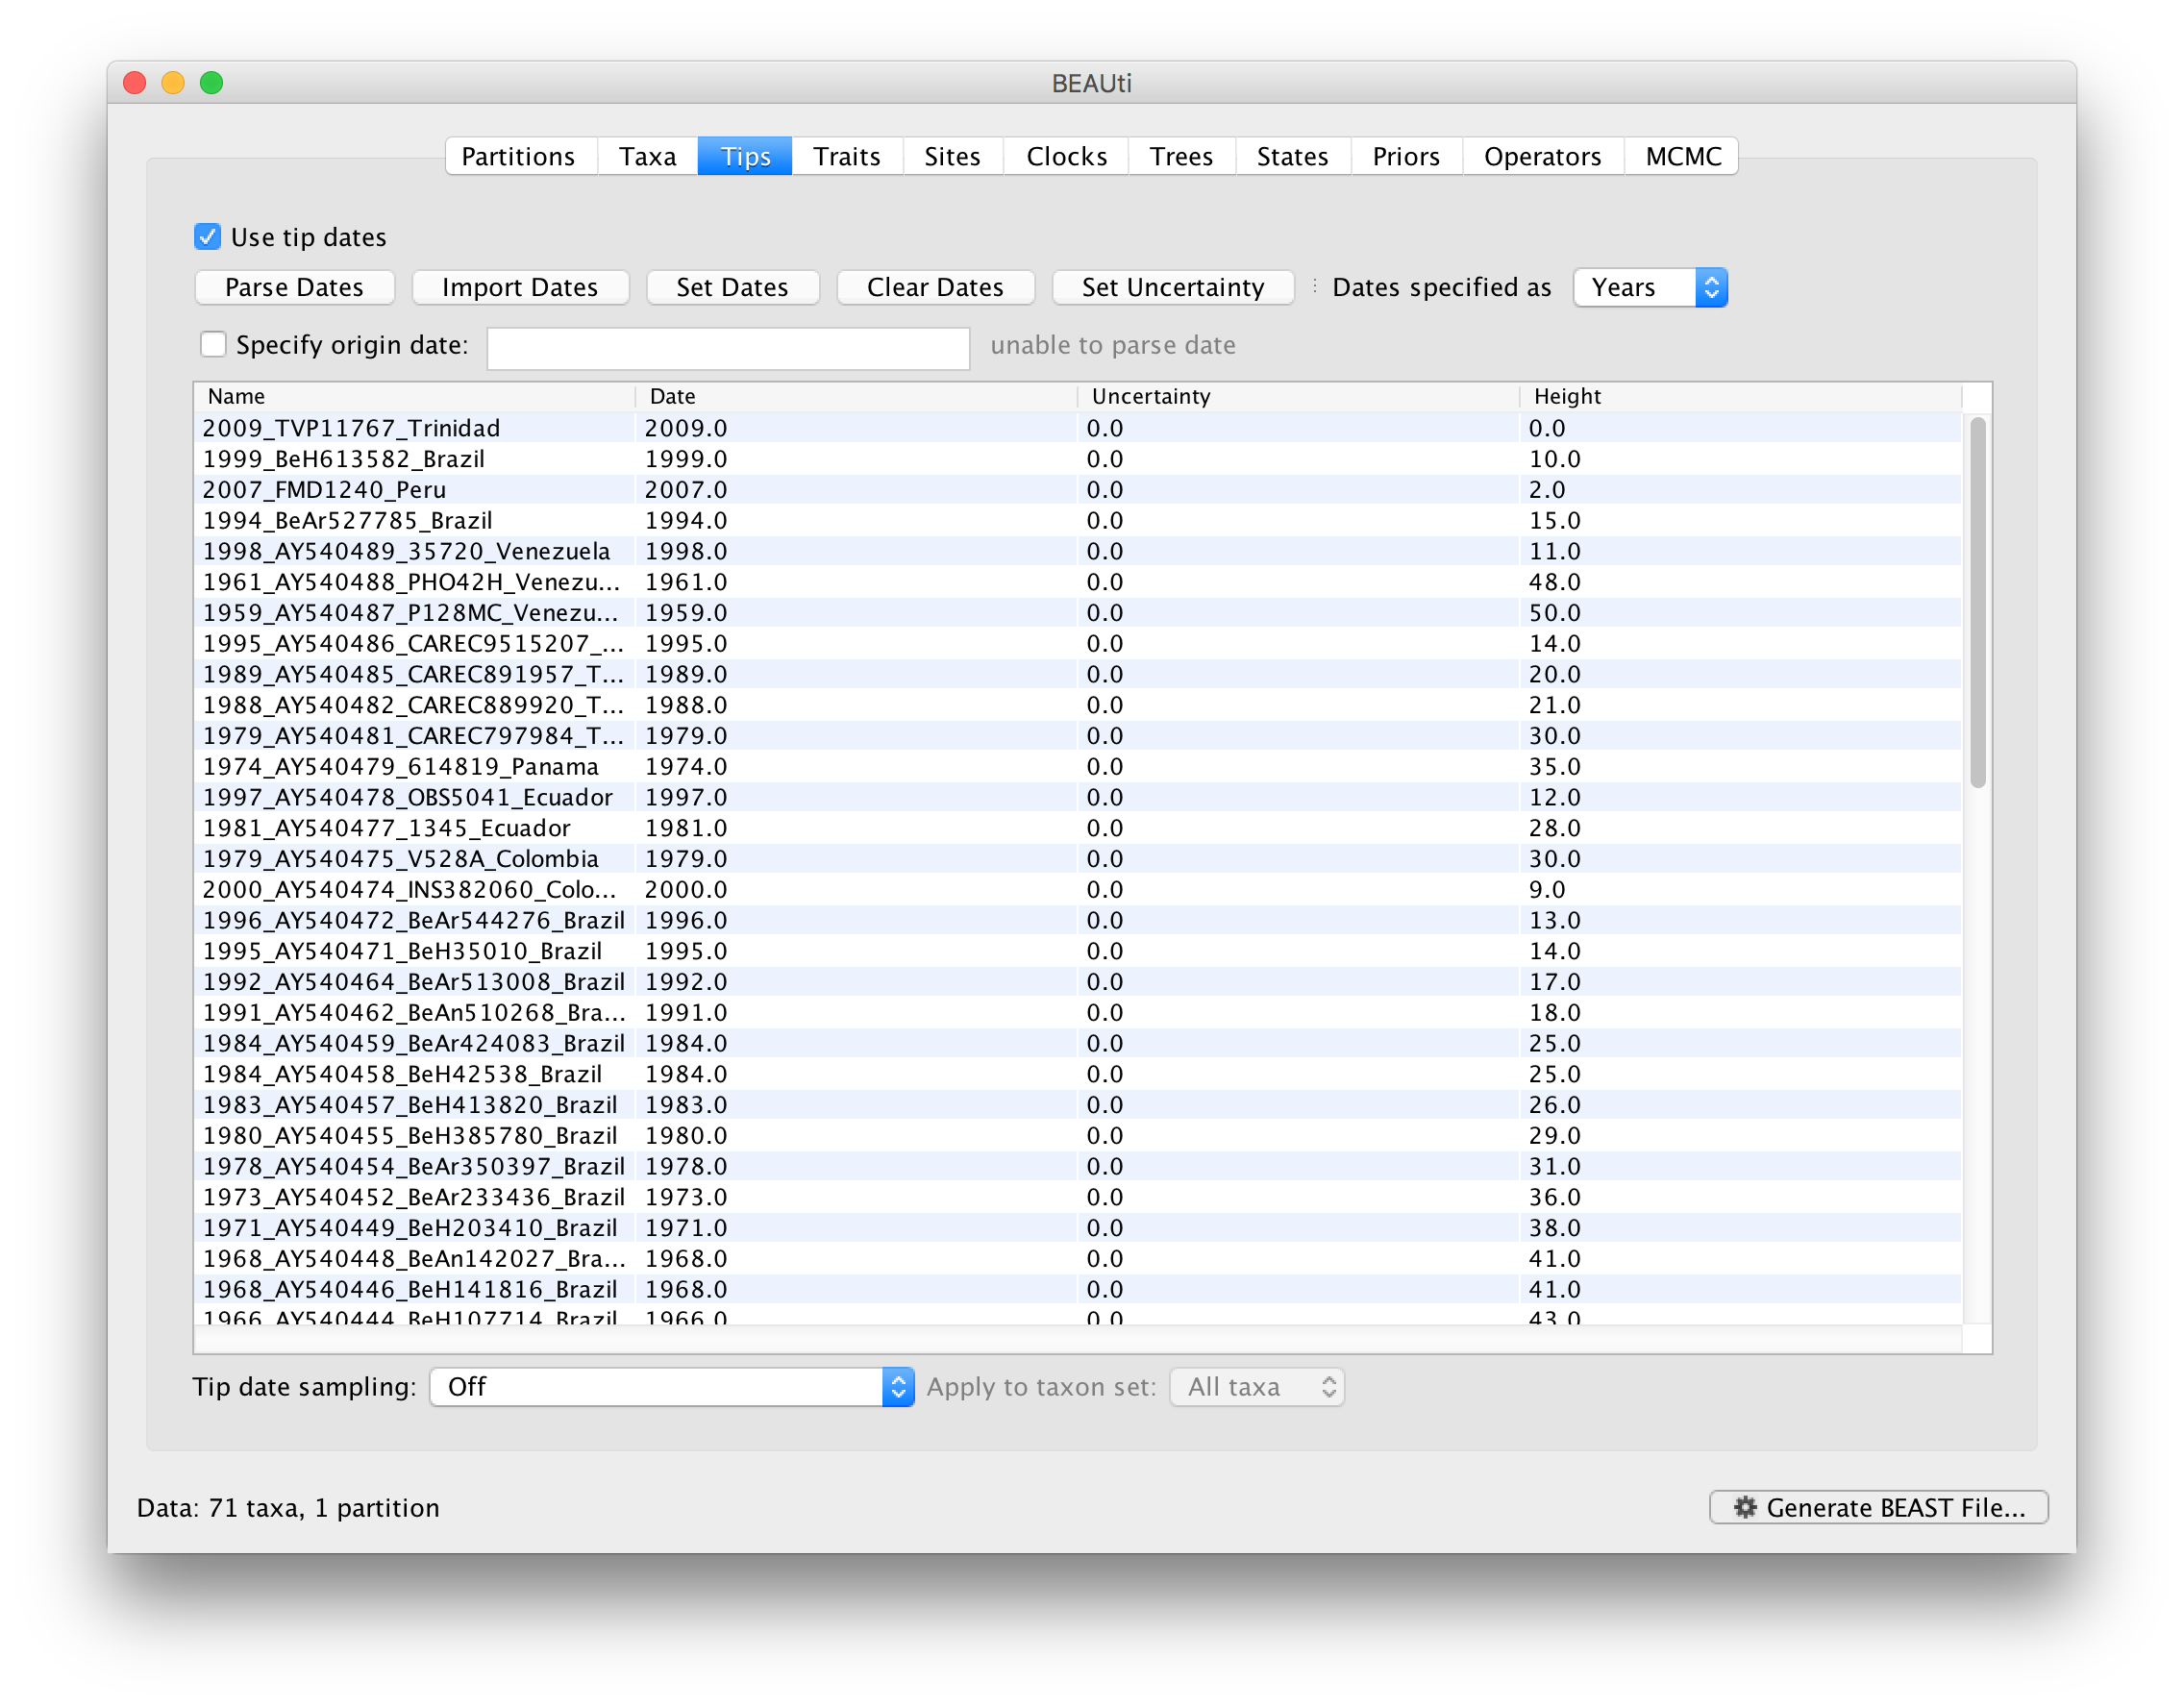 BEAUti
Partitions Taxa Tips Traits Sites Clocks Trees States Priors Operators MCMC
Use tip dates
Parse Dates Import Dates Set Dates Clear Dates Set Uncertainty Dates specified as Years
Specify origin date: unable to parse date
Name Date Uncertainty Height
2009_TVP11767_Trinidad 2009.0 0.0 0.0
1999_BeH613582_Brazil 1999.0 0.0 10.0
2007_FMD1240_Peru 2007.0 0.0 2.0
1994_BeAr527785_Brazil 1994.0 0.0 15.0
1998_AY540489_35720_Venezuela 1998.0 0.0 11.0
1961_AY540488_PHO42H_Venezu... 1961.0 0.0 48.0
1959_AY540487_P128MC_Venezu... 1959.0 0.0 50.0
1995_AY540486_CAREC9515207_... 1995.0 0.0 14.0
1989_AY540485_CAREC891957_T... 1989.0 0.0 20.0
1988_AY540482_CAREC889920_T... 1988.0 0.0 21.0
1979_AY540481_CAREC797984_T... 1979.0 0.0 30.0
1974_AY540479_614819_Panama 1974.0 0.0 35.0
1997_AY540478_OBS5041_Ecuador 1997.0 0.0 12.0
1981_AY540477_1345_Ecuador 1981.0 0.0 28.0
1979_AY540475_V528A_Colombia 1979.0 0.0 30.0
2000_AY540474_INS382060_Colo... 2000.0 0.0 9.0
1996_AY540472_BeAr544276_Brazil 1996.0 0.0 13.0
1995_AY540471_BeH35010_Brazil 1995.0 0.0 14.0
1992_AY540464_BeAr513008_Brazil 1992.0 0.0 17.0
1991_AY540462_BeAn510268_Bra... 1991.0 0.0 18.0
1984_AY540459_BeAr424083_Brazil 1984.0 0.0 25.0
1984_AY540458_BeH42538_Brazil 1984.0 0.0 25.0
1983_AY540457_BeH413820_Brazil 1983.0 0.0 26.0
1980_AY540455_BeH385780_Brazil 1980.0 0.0 29.0
1978_AY540454_BeAr350397_Brazil 1978.0 0.0 31.0
1973_AY540452_BeAr233436_Brazil 1973.0 0.0 36.0
1971_AY540449_BeH203410_Brazil 1971.0 0.0 38.0
1968_AY540448_BeAn142027_Bra... 1968.0 0.0 41.0
1968_AY540446_BeH141816_Brazil 1968.0 0.0 41.0
1966_AY540444_BeH107714_Brazil 1966.0 0.0 43.0
Tip date sampling: Off Apply to taxon set: All taxa
Data: 71 taxa, 1 partition Generate BEAST File...